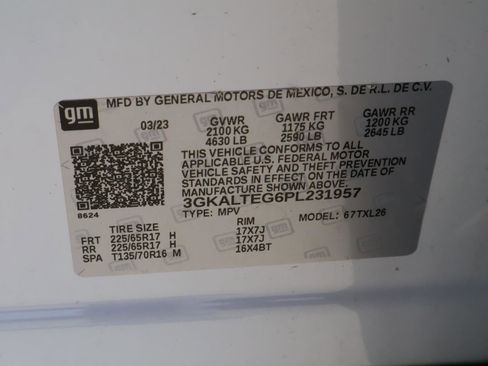 gm
MFD BY GENERAL MOTORS DE MEXICO, S. DE R.L. DE C.V.
03/23 GVWR GAWR FRT GAWR RR
2100 KG 1175 KG 1200 KG
4630 LB 2590 LB 2645 LB
THIS VEHICLE CONFORMS TO ALL
APPLICABLE U.S. FEDERAL MOTOR
VEHICLE SAFETY AND THEFT PREVENTION
STANDARDS IN EFFECT ON THE DATE OF
MANUFACTURE SHOWN ABOVE.
3GKALTEG6PL231957
8624
TYPE: MPV MODEL: 67TXL26
TIRE SIZE RIM
FRT 225/65R17 H 17X7J
RR 225/65R17 H 17X7J
SPA T135/70R16 M 16X4BT